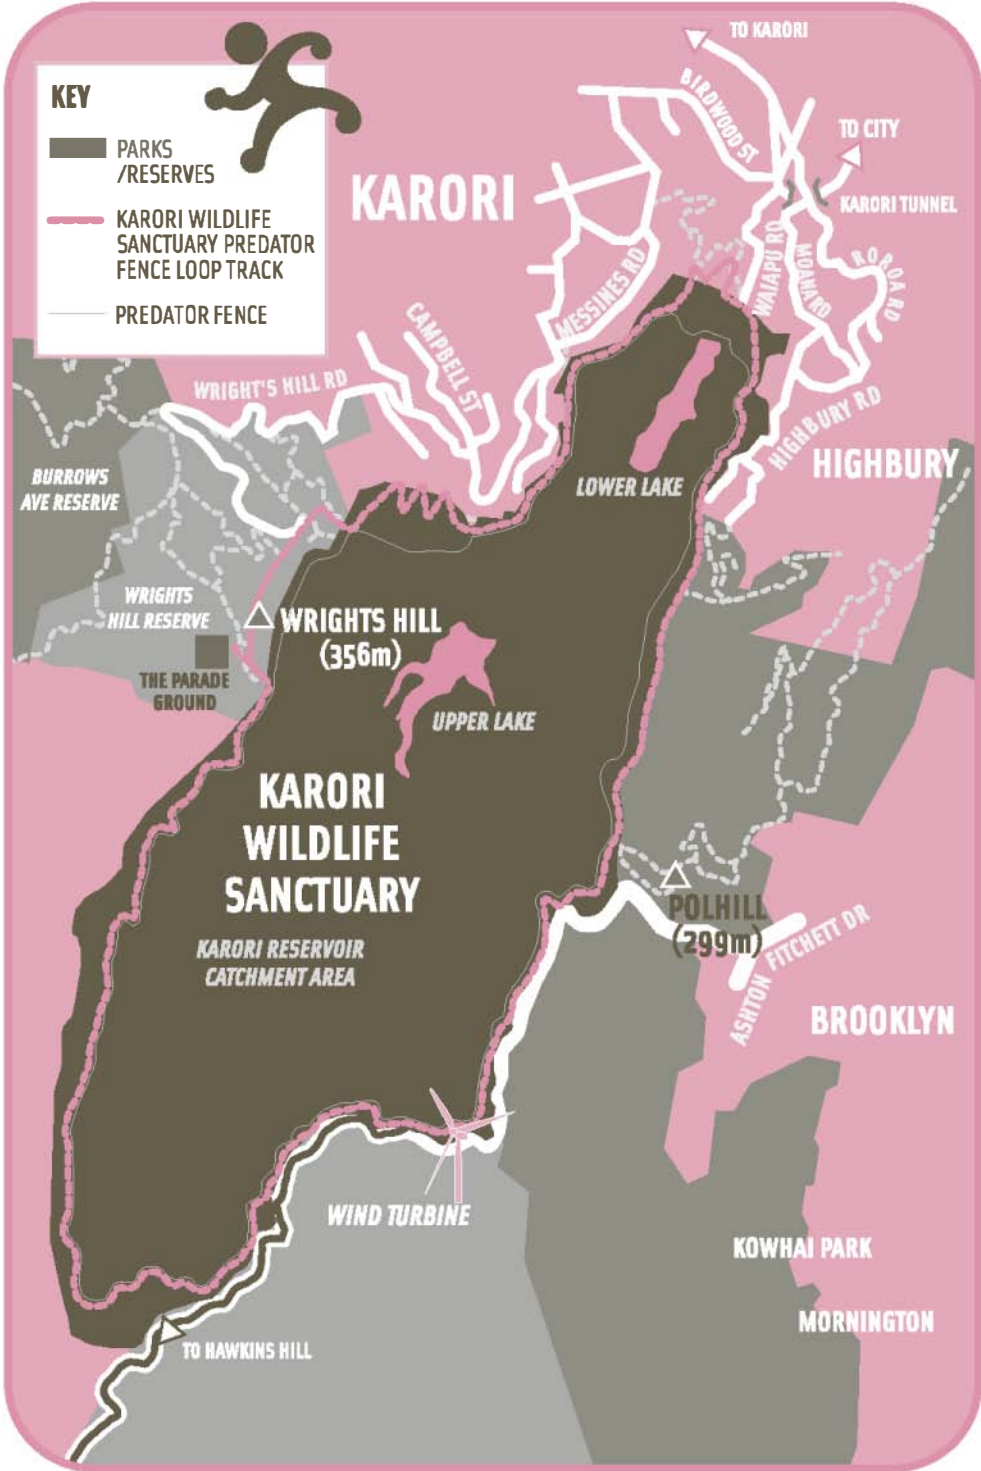 TO KARORI
BIRDWOOD ST
TO CITY
KARORI TUNNEL
KEY
PARKS
/RESERVES
KARORI WILDLIFE
SANCTUARY PREDATOR
FENCE LOOP TRACK
PREDATOR FENCE
KARORI
WAIAPU RD
MOANA RD
ROROA RD
MESSINES RD
CAMPBELL ST
WRIGHT'S HILL RD
HIGHBURY RD
HIGHBURY
BURROWS
AVE RESERVE
LOWER LAKE
WRIGHTS
HILL RESERVE
WRIGHTS HILL
(356m)
THE PARADE
GROUND
UPPER LAKE
KARORI
WILDLIFE
SANCTUARY
KARORI RESERVOIR
CATCHMENT AREA
POLHILL
(299m)
ASHTON FITCHETT DR
BROOKLYN
WIND TURBINE
KOWHAI PARK
MORNINGTON
TO HAWKINS HILL